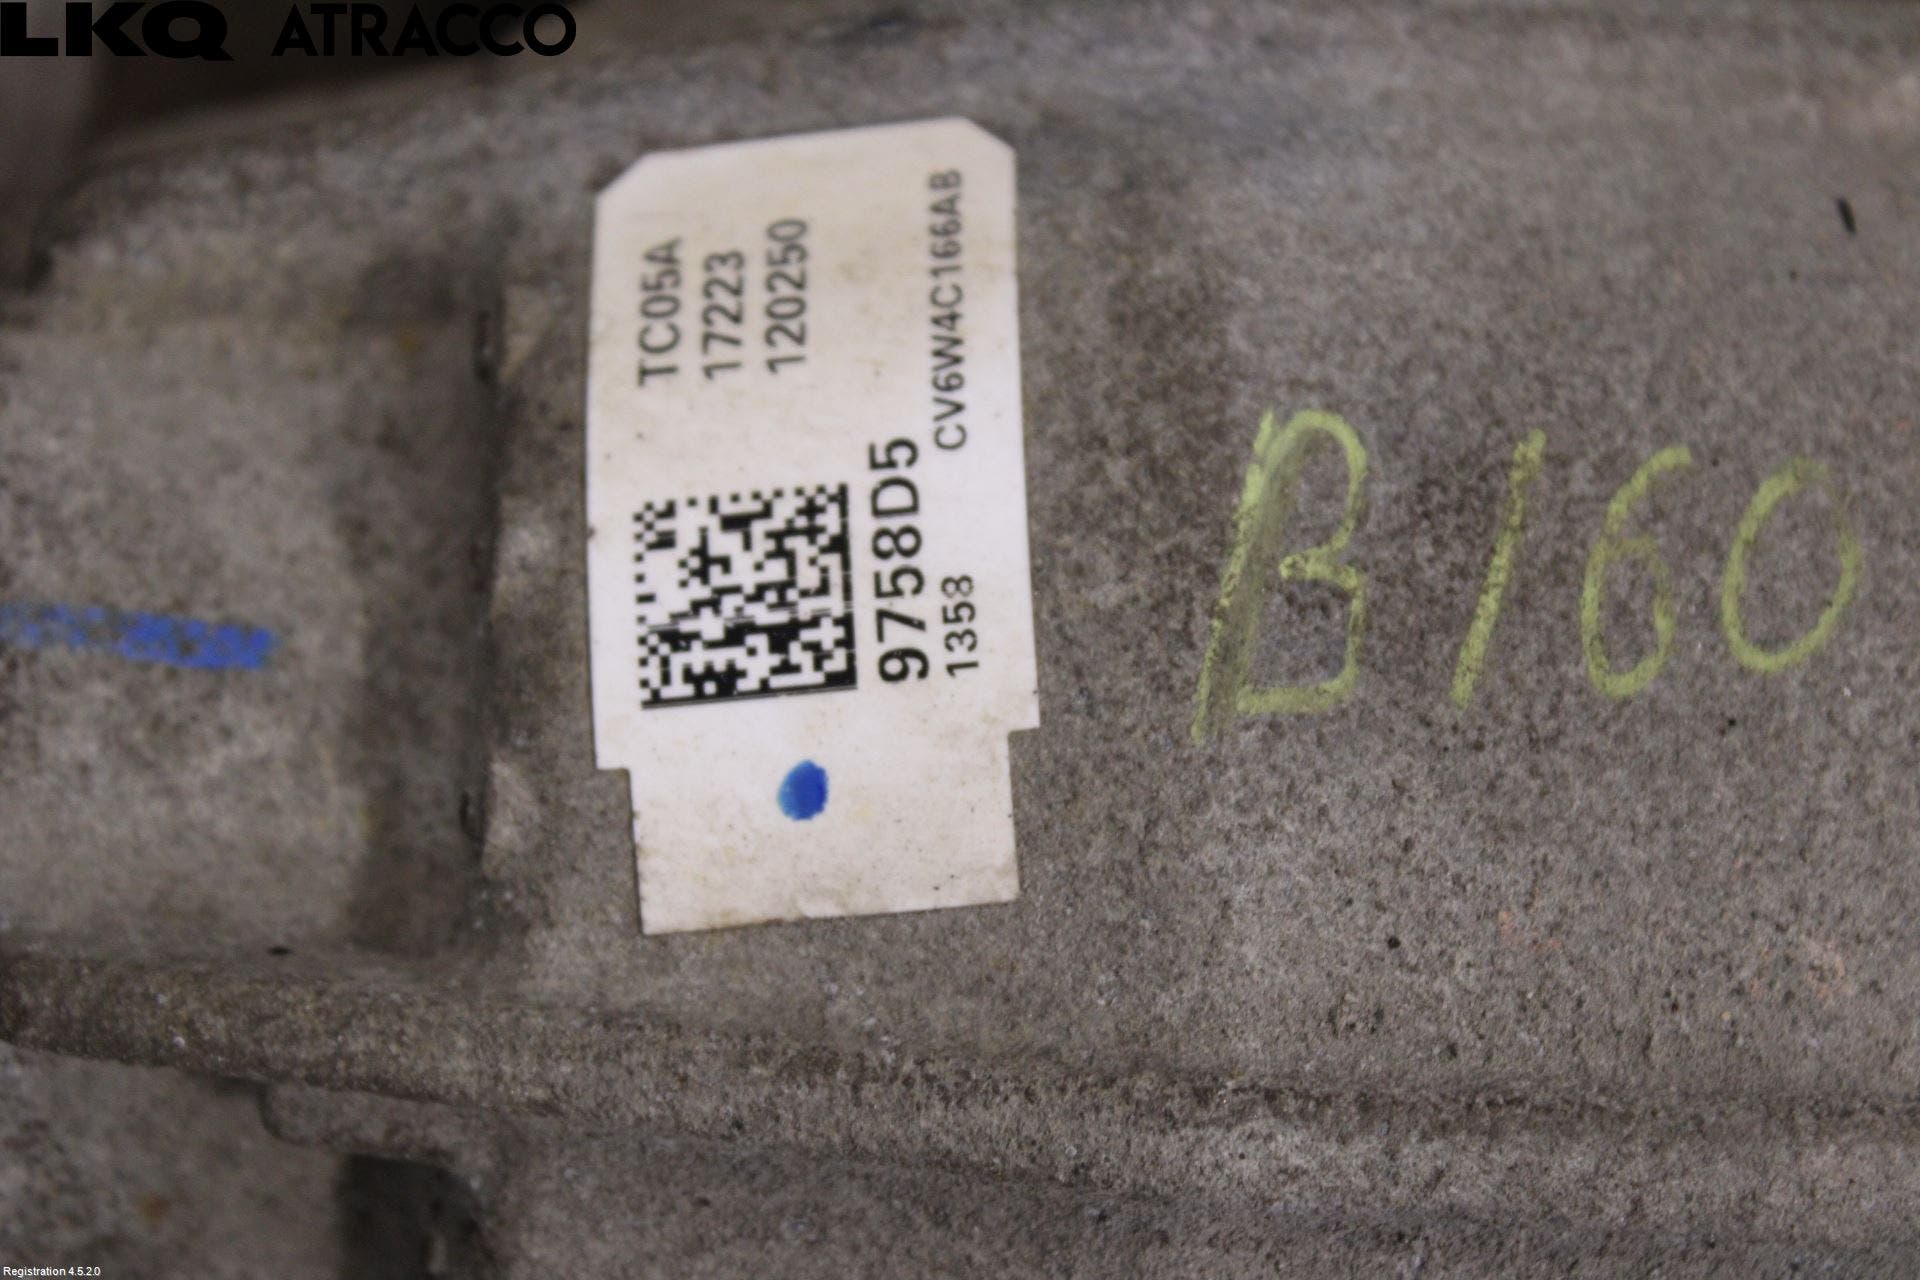 LKQ ATRACCO
TC05A
17223
120250
9758D5
CV6W4C166AB
1358
B160
Registration 4.5.2.0